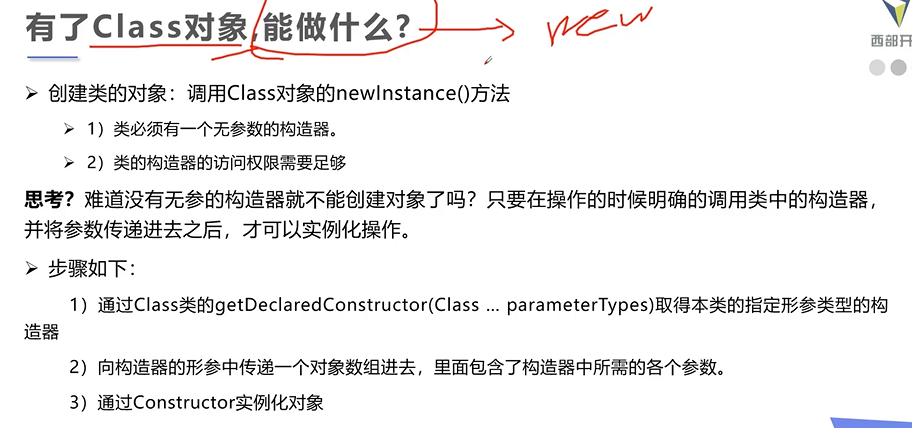 有了Class对象,能做什么?
new
西部开
➢ 创建类的对象：调用Class对象的newInstance()方法
➢ 1）类必须有一个无参数的构造器。
➢ 2）类的构造器的访问权限需要足够
思考？难道没有无参的构造器就不能创建对象了吗？只要在操作的时候明确的调用类中的构造器，
并将参数传递进去之后，才可以实例化操作。
➢ 步骤如下：
1）通过Class类的getDeclaredConstructor(Class … parameterTypes)取得本类的指定形参类型的构
造器
2）向构造器的形参中传递一个对象数组进去，里面包含了构造器中所需的各个参数。
3）通过Constructor实例化对象